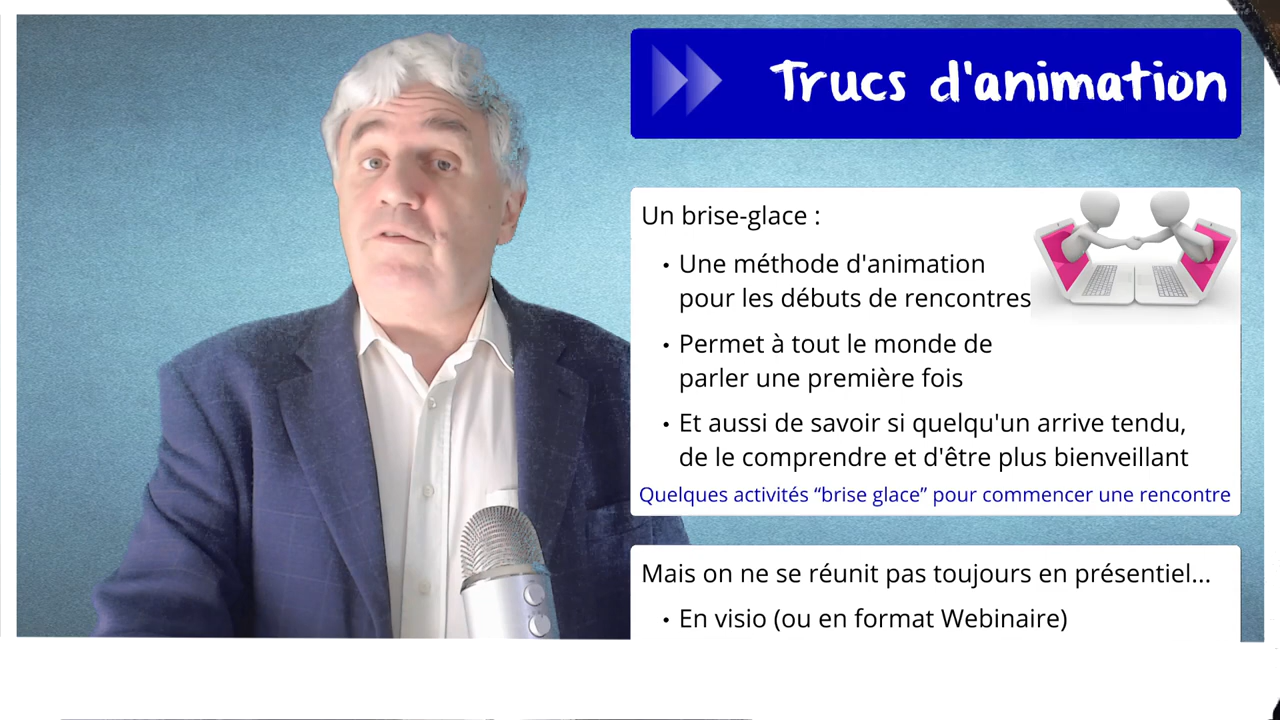 Trucs d'animation
Un brise-glace :
• Une méthode d'animation
pour les débuts de rencontres
• Permet à tout le monde de
parler une première fois
• Et aussi de savoir si quelqu'un arrive tendu,
de le comprendre et d'être plus bienveillant
Quelques activités “brise glace” pour commencer une rencontre
Mais on ne se réunit pas toujours en présentiel...
• En visio (ou en format Webinaire)